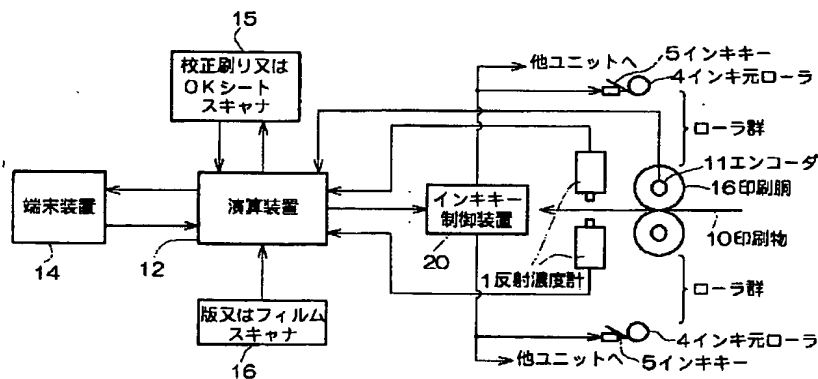 15
校正刷り又は
OKシート
スキャナ
他ユニットへ
5インキキー
4インキ元ローラ
ローラ群
11エンコーダ
16印刷胴
10印刷物
端末装置
14
演算装置
12
インキキー
制御装置
20
1反射濃度計
ローラ群
版又はフィルム
スキャナ
16
4インキ元ローラ
他ユニットへ
5インキキー